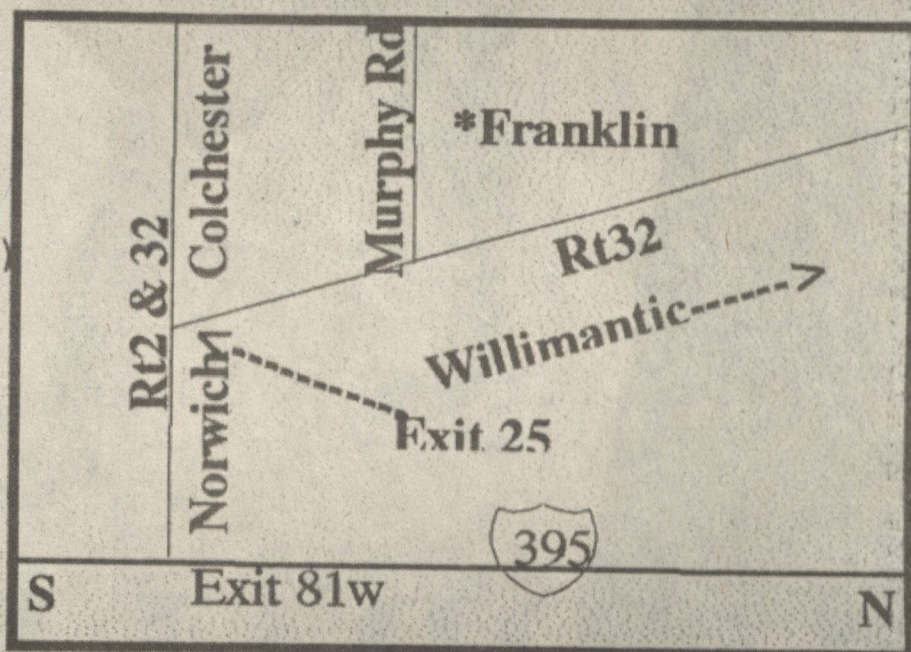 Colchester
Murphy Rd
*Franklin
Rt2 & 32
Rt32
Norwich
Willimantic
Exit 25
395
S
Exit 81w
N